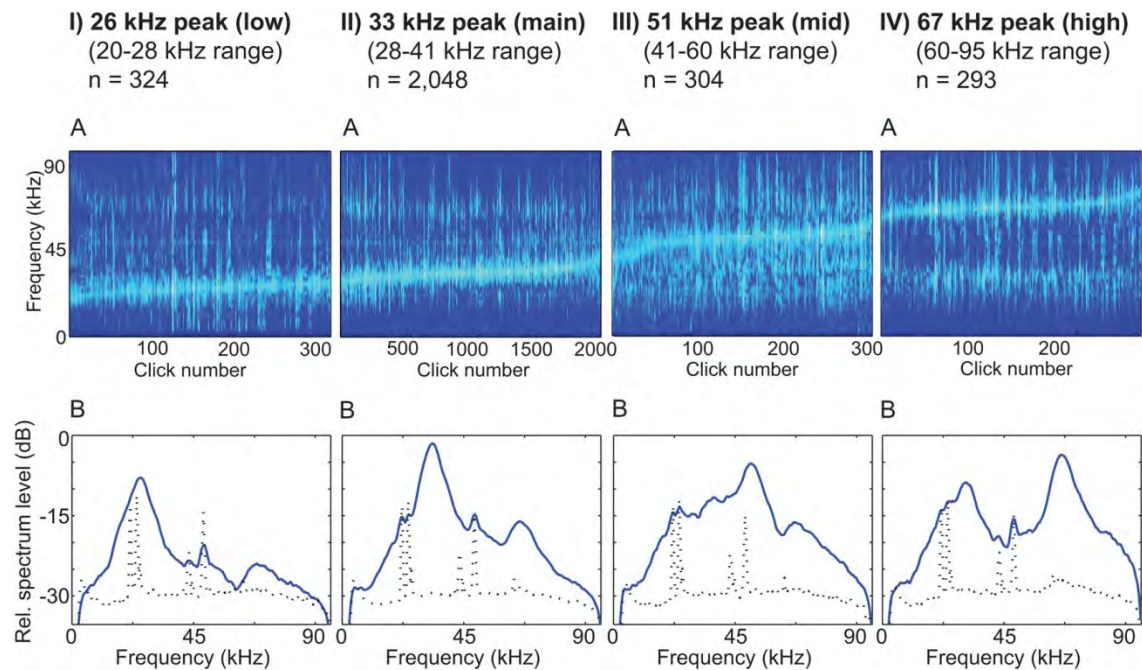 I) 26 kHz peak (low)
(20-28 kHz range)
n = 324
II) 33 kHz peak (main)
(28-41 kHz range)
n = 2,048
III) 51 kHz peak (mid)
(41-60 kHz range)
n = 304
IV) 67 kHz peak (high)
(60-95 kHz range)
n = 293
A
A
A
A
Frequency (kHz)
90
45
0
100 200 300
Click number
500 1000 1500 2000
Click number
100 200 300
Click number
100 200
Click number
B
B
B
B
Rel. spectrum level (dB)
0
-15
-30
0 45 90
Frequency (kHz)
0 45 90
Frequency (kHz)
0 45 90
Frequency (kHz)
0 45 90
Frequency (kHz)